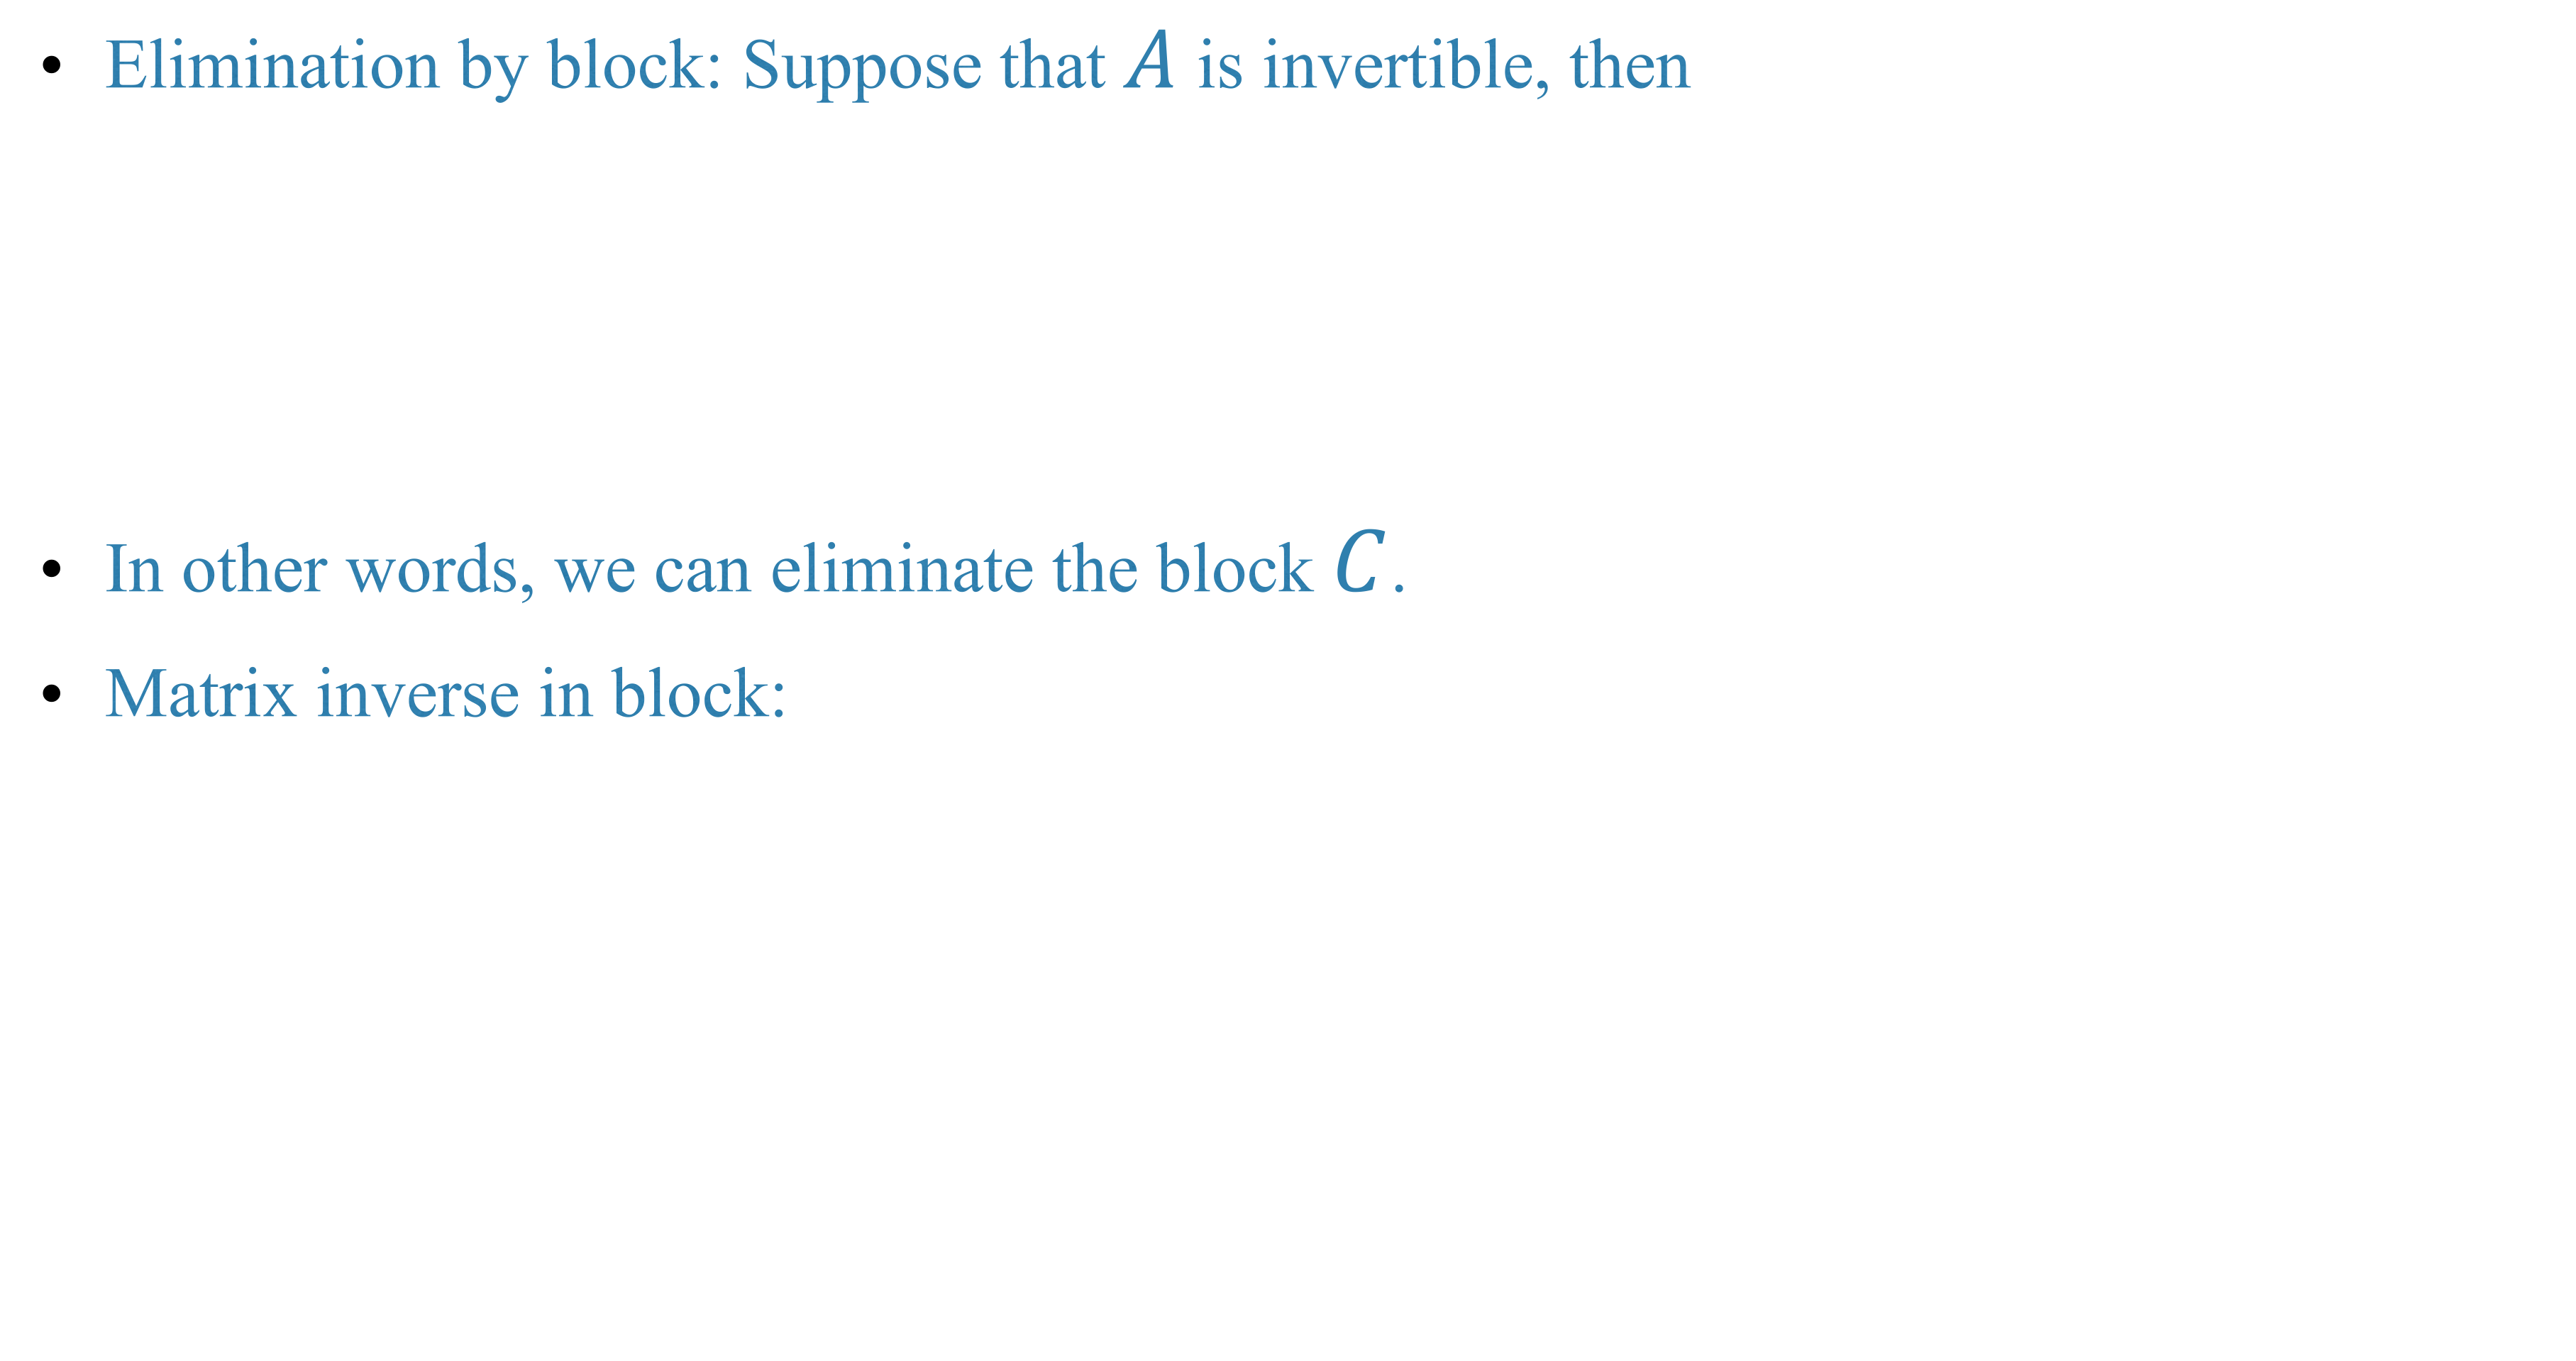 • Elimination by block: Suppose that A is invertible, then
• In other words, we can eliminate the block C.
• Matrix inverse in block: